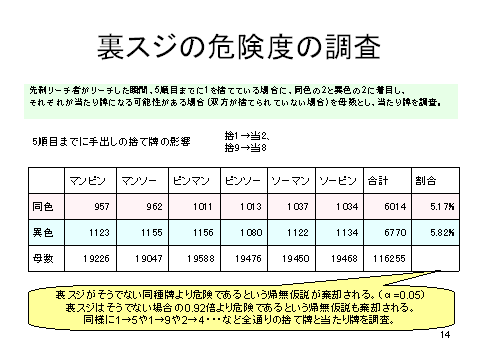 裏スジの危険度の調査
先制リーチ者がリーチした瞬間、5順目までに1を捨てている場合に、同色の2と異色の2に着目し、
それぞれが当たり牌になる可能性がある場合(双方が捨てられていない場合)を母数とし、当たり牌を調査。
5順目までに手出しの捨て牌の影響
捨1→当2、
捨9→当8
マンピン マンソー ピンマン ピンソー ソーマン ソーピン 合計 割合
同色 957 962 1011 1013 1037 1034 6014 5.17%
異色 1123 1155 1156 1080 1122 1134 6770 5.82%
母数 19226 19047 19588 19476 19450 19468 116255
裏スジがそうでない同種牌より危険であるという帰無仮説が棄却される。(α=0.05)
裏スジはそうでない場合の0.92倍より危険であるという帰無仮説も棄却される。
同様に1→5や1→9や2→4・・・など全通りの捨て牌と当たり牌を調査。
14